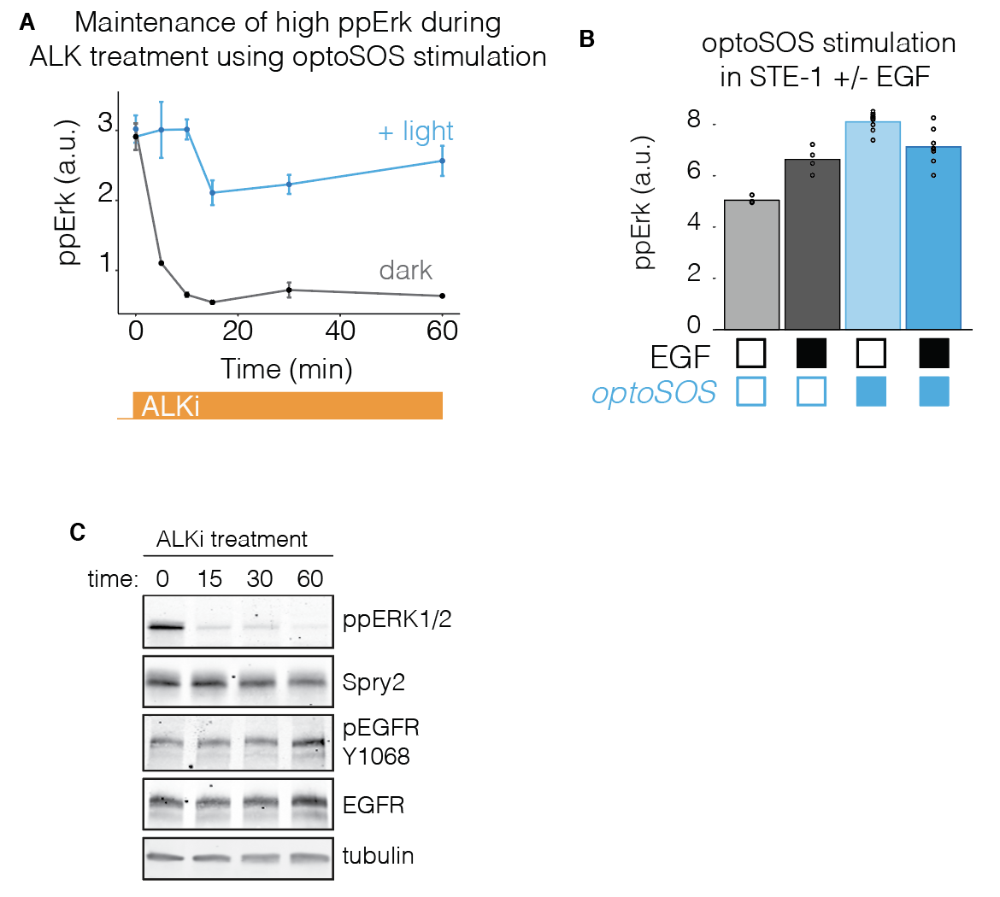 A
Maintenance of high ppErk during
ALK treatment using optoSOS stimulation
3
2
1
ppErk (a.u.)
+ light
dark
0 20 40 60
Time (min)
ALKi
B
optoSOS stimulation
in STE-1 +/- EGF
8
6
4
2
0
ppErk (a.u.)
EGF
optoSOS
C
ALKi treatment
time: 0 15 30 60
ppERK1/2
Spry2
pEGFR
Y1068
EGFR
tubulin